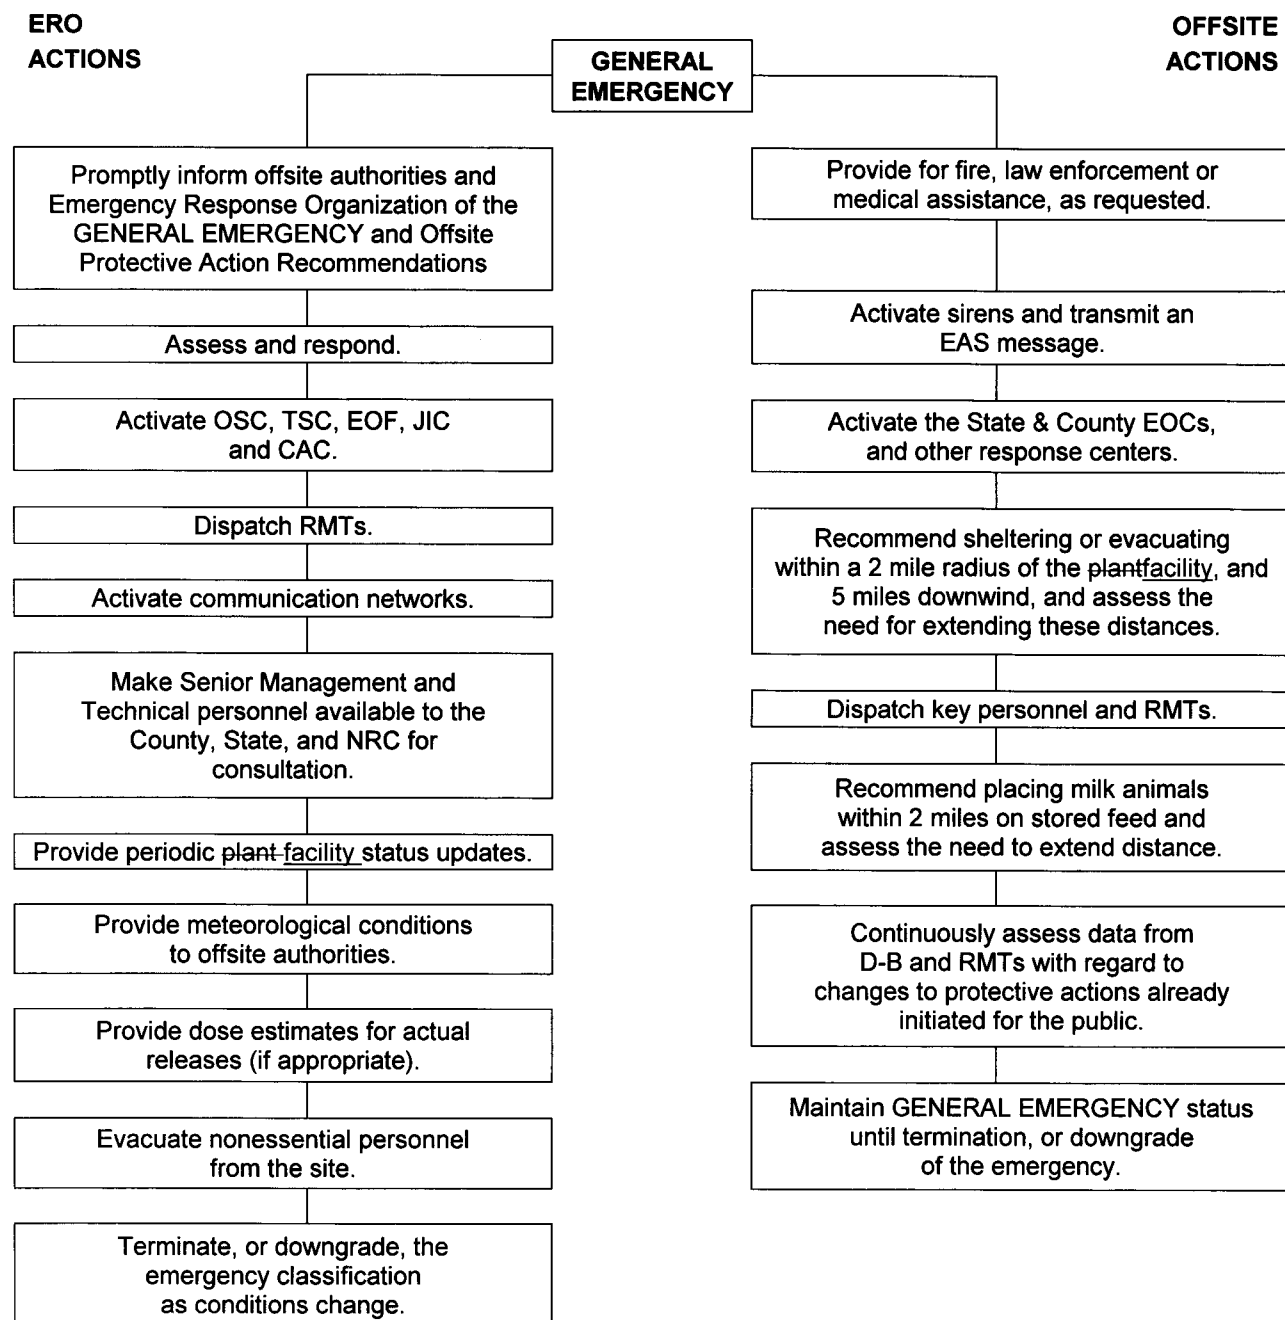 ERO
ACTIONS
OFFSITE
ACTIONS
GENERAL
EMERGENCY
Promptly inform offsite authorities and
Emergency Response Organization of the
GENERAL EMERGENCY and Offsite
Protective Action Recommendations
Assess and respond.
Activate OSC, TSC, EOF, JIC
and CAC.
Dispatch RMTs.
Activate communication networks.
Make Senior Management and
Technical personnel available to the
County, State, and NRC for
consultation.
Provide periodic plant facility status updates.
Provide meteorological conditions
to offsite authorities.
Provide dose estimates for actual
releases (if appropriate).
Evacuate nonessential personnel
from the site.
Terminate, or downgrade, the
emergency classification
as conditions change.
Provide for fire, law enforcement or
medical assistance, as requested.
Activate sirens and transmit an
EAS message.
Activate the State & County EOCs,
and other response centers.
Recommend sheltering or evacuating
within a 2 mile radius of the plantfacility, and
5 miles downwind, and assess the
need for extending these distances.
Dispatch key personnel and RMTs.
Recommend placing milk animals
within 2 miles on stored feed and
assess the need to extend distance.
Continuously assess data from
D-B and RMTs with regard to
changes to protective actions already
initiated for the public.
Maintain GENERAL EMERGENCY status
until termination, or downgrade
of the emergency.